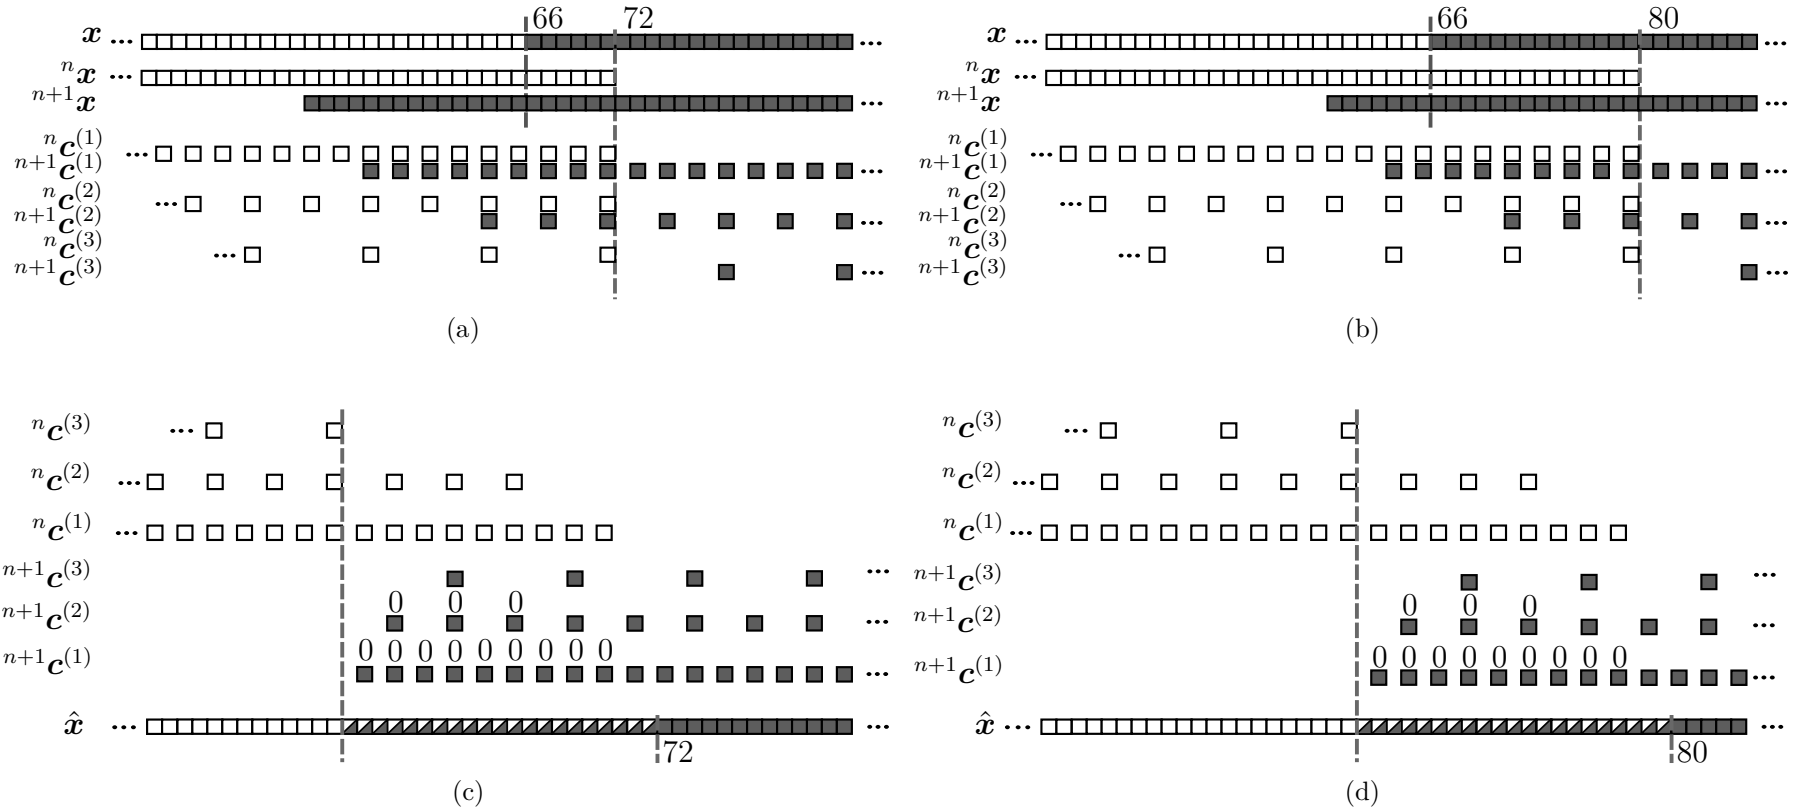 66 72
x ... ...
ⁿx ...
ⁿ⁺¹x ...
ⁿc⁽¹⁾ ...
ⁿ⁺¹c⁽¹⁾ ...
ⁿc⁽²⁾ ...
ⁿ⁺¹c⁽²⁾ ...
ⁿc⁽³⁾ ...
ⁿ⁺¹c⁽³⁾ ...
(a)
66 80
x ... ...
ⁿx ...
ⁿ⁺¹x ...
ⁿc⁽¹⁾ ...
ⁿ⁺¹c⁽¹⁾ ...
ⁿc⁽²⁾ ...
ⁿ⁺¹c⁽²⁾ ...
ⁿc⁽³⁾ ...
ⁿ⁺¹c⁽³⁾ ...
(b)
ⁿc⁽³⁾ ...
ⁿc⁽²⁾ ...
ⁿc⁽¹⁾ ...
ⁿ⁺¹c⁽³⁾ ...
0 0 0
ⁿ⁺¹c⁽²⁾ ...
0 0 0 0 0 0 0 0 0
ⁿ⁺¹c⁽¹⁾ ...
x̂ ... ...
72
(c)
ⁿc⁽³⁾ ...
ⁿc⁽²⁾ ...
ⁿc⁽¹⁾ ...
ⁿ⁺¹c⁽³⁾ ...
0 0 0
ⁿ⁺¹c⁽²⁾ ...
0 0 0 0 0 0 0 0 0
ⁿ⁺¹c⁽¹⁾ ...
x̂ ... ...
80
(d)